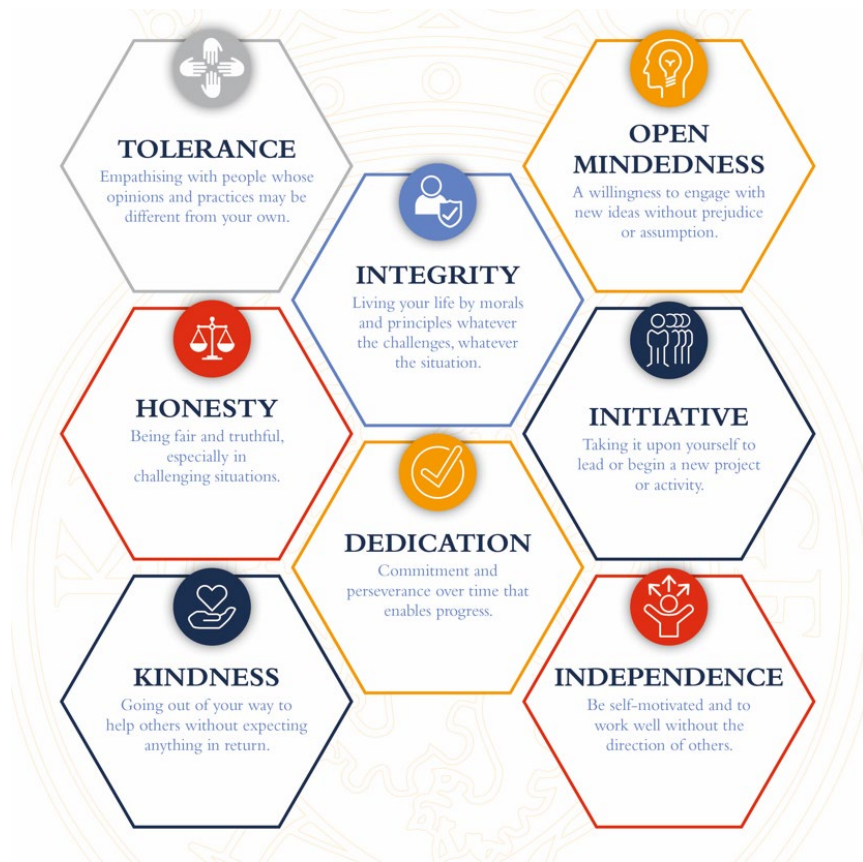 TOLERANCE
Empathising with people whose
opinions and practices may be
different from your own.
OPEN
MINDEDNESS
A willingness to engage with
new ideas without prejudice
or assumption.
INTEGRITY
Living your life by morals
and principles whatever
the challenges, whatever
the situation.
HONESTY
Being fair and truthful,
especially in
challenging situations.
INITIATIVE
Taking it upon yourself to
lead or begin a new project
or activity.
DEDICATION
Commitment and
perseverance over time that
enables progress.
KINDNESS
Going out of your way to
help others without expecting
anything in return.
INDEPENDENCE
Be self-motivated and to
work well without the
direction of others.